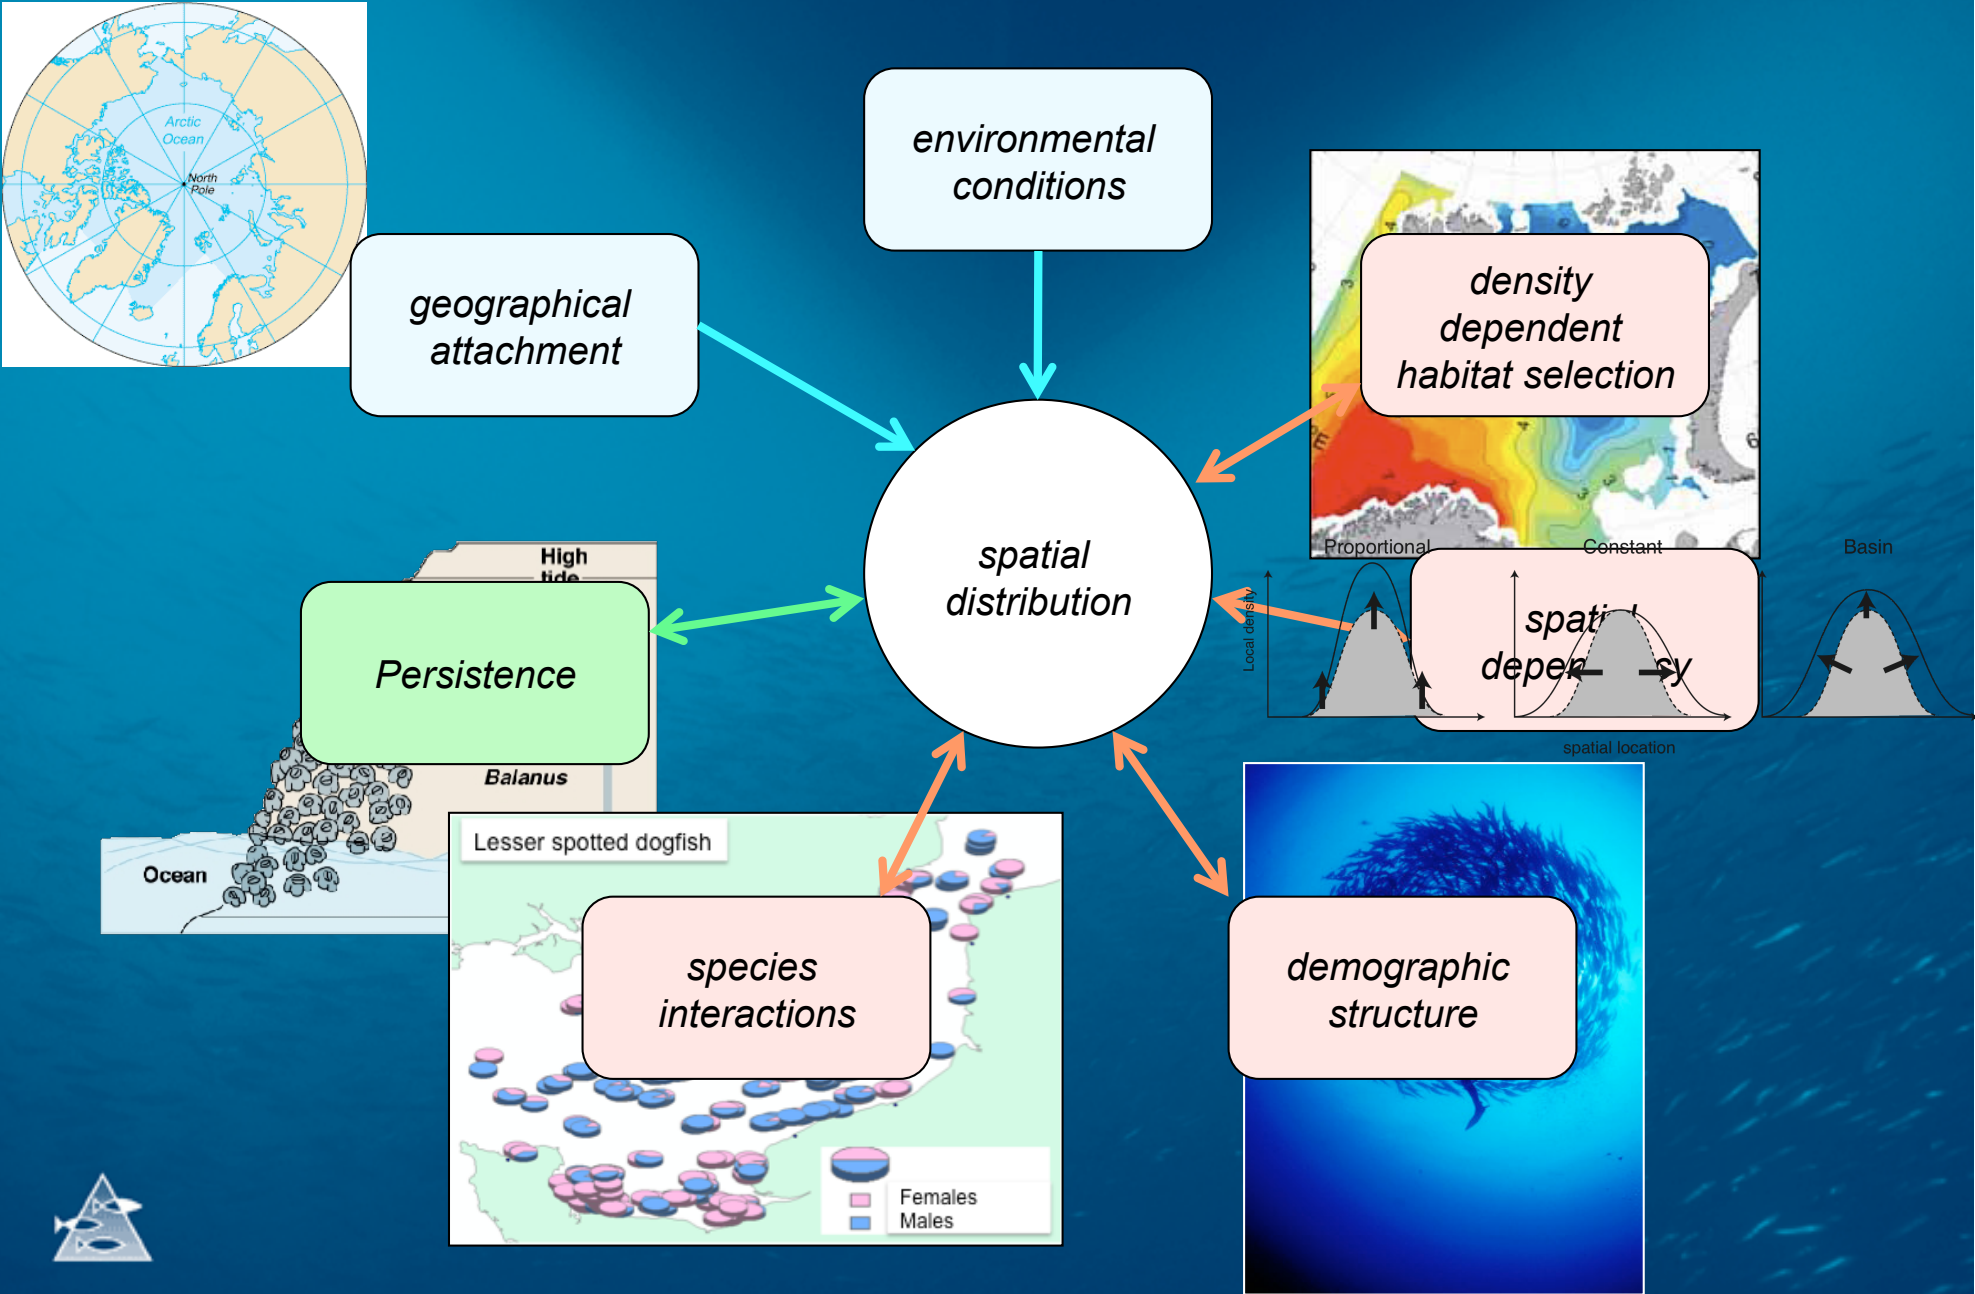 Arctic
Ocean
North
Pole
environmental
conditions
geographical
attachment
density
dependent
habitat selection
spatial
distribution
Proportional
Constant
Basin
Local density
spatial location
High
tide
Persistence
Balanus
Ocean
Lesser spotted dogfish
species
interactions
Females
Males
demographic
structure